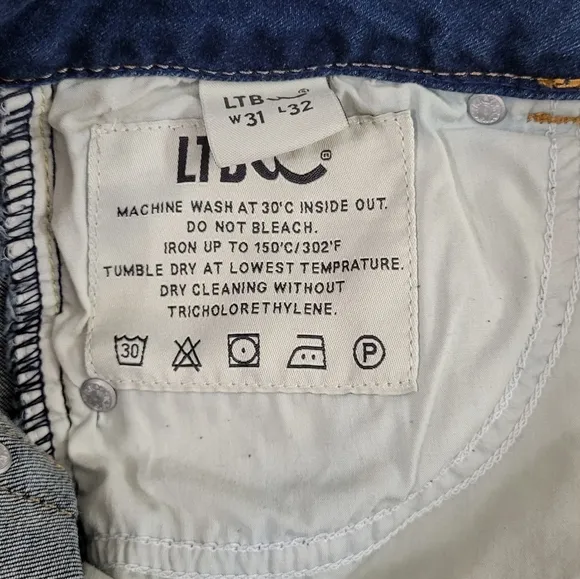 LTB ®
W31 L32
LTB ®
MACHINE WASH AT 30°C INSIDE OUT.
DO NOT BLEACH.
IRON UP TO 150°C/302°F
TUMBLE DRY AT LOWEST TEMPRATURE.
DRY CLEANING WITHOUT
TRICHOLORETHYLENE.
30 P